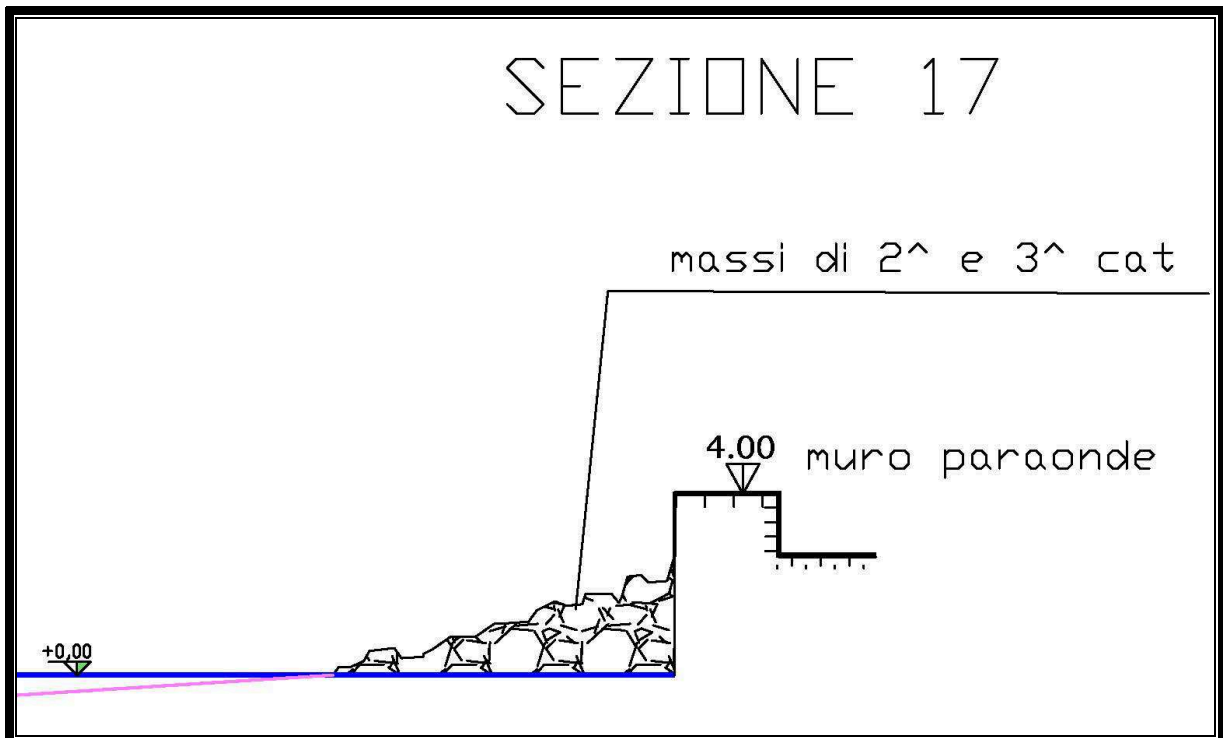 SEZIONE 17
massi di 2^ e 3^ cat
4.00
muro paraonde
+0,00